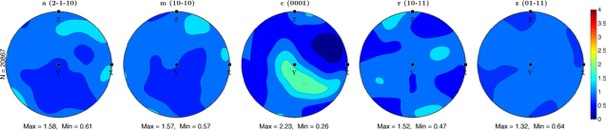 a (2-1-10)
m (10-10)
c (0001)
r (10-11)
z (01-11)
N = 20867
Z
Y
X
Z
Y
X
Z
Y
X
Z
Y
X
Z
Y
X
4
3.5
3
2.5
2
1.5
1
0.5
0
Max = 1.58, Min = 0.61
Max = 1.57, Min = 0.57
Max = 2.23, Min = 0.26
Max = 1.52, Min = 0.47
Max = 1.32, Min = 0.64